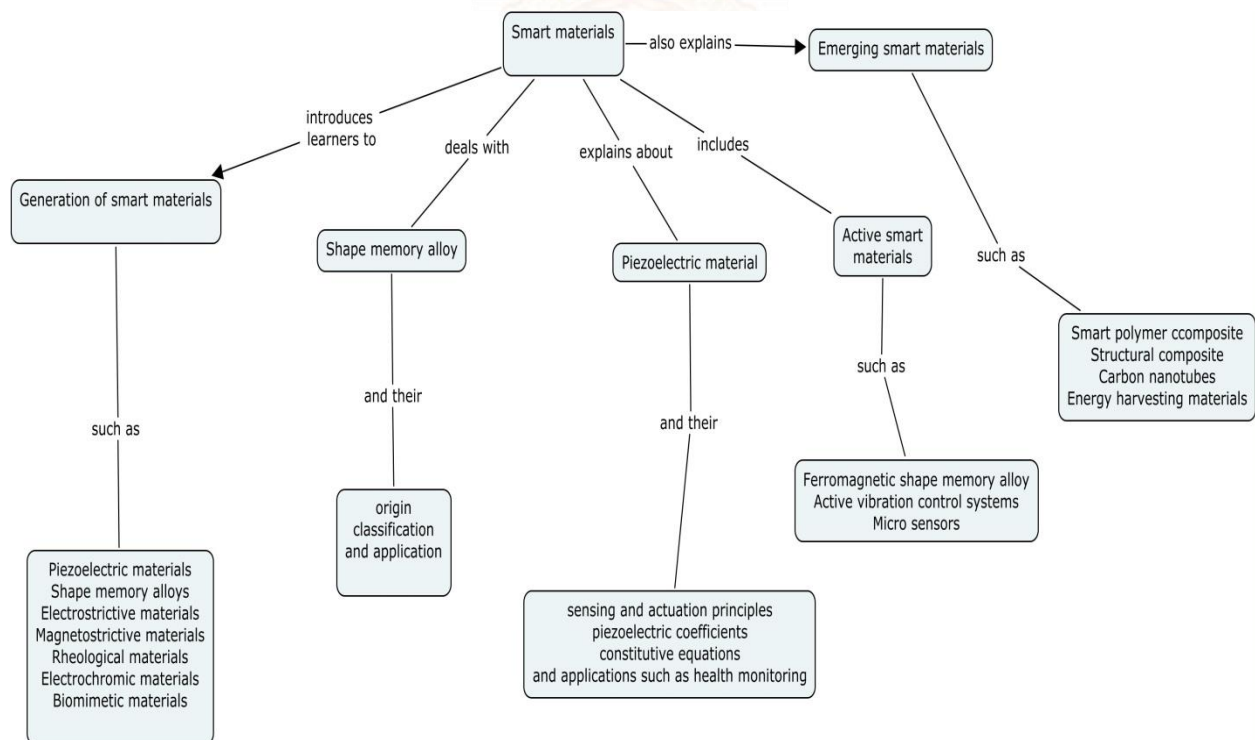 Smart materials
also explains
Emerging smart materials
introduces
learners to
deals with
explains about
includes
Generation of smart materials
Shape memory alloy
Piezoelectric material
Active smart
materials
such as
Smart polymer ccomposite
Structural composite
Carbon nanotubes
Energy harvesting materials
such as
and their
and their
such as
Ferromagnetic shape memory alloy
Active vibration control systems
Micro sensors
origin
classification
and application
Piezoelectric materials
Shape memory alloys
Electrostrictive materials
Magnetostrictive materials
Rheological materials
Electrochromic materials
Biomimetic materials
sensing and actuation principles
piezoelectric coefficients
constitutive equations
and applications such as health monitoring